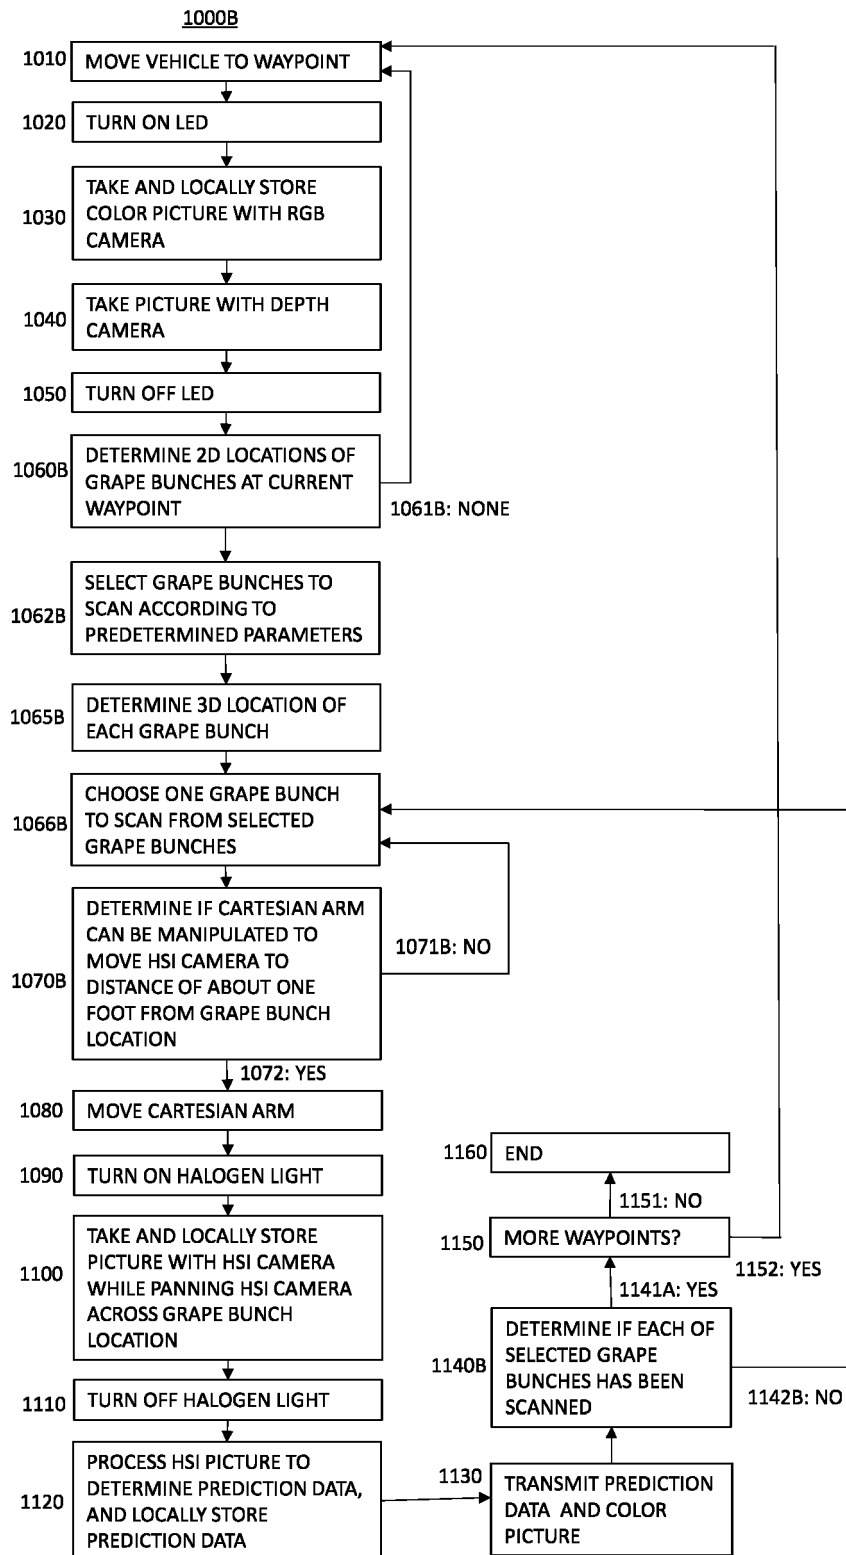 1000B
1010
MOVE VEHICLE TO WAYPOINT
1020
TURN ON LED
1030
TAKE AND LOCALLY STORE
COLOR PICTURE WITH RGB
CAMERA
1040
TAKE PICTURE WITH DEPTH
CAMERA
1050
TURN OFF LED
1060B
DETERMINE 2D LOCATIONS OF
GRAPE BUNCHES AT CURRENT
WAYPOINT
1061B: NONE
1062B
SELECT GRAPE BUNCHES TO
SCAN ACCORDING TO
PREDETERMINED PARAMETERS
1065B
DETERMINE 3D LOCATION OF
EACH GRAPE BUNCH
1066B
CHOOSE ONE GRAPE BUNCH
TO SCAN FROM SELECTED
GRAPE BUNCHES
1070B
DETERMINE IF CARTESIAN ARM
CAN BE MANIPULATED TO
MOVE HSI CAMERA TO
DISTANCE OF ABOUT ONE
FOOT FROM GRAPE BUNCH
LOCATION
1071B: NO
1072: YES
1080
MOVE CARTESIAN ARM
1090
TURN ON HALOGEN LIGHT
1100
TAKE AND LOCALLY STORE
PICTURE WITH HSI CAMERA
WHILE PANNING HSI CAMERA
ACROSS GRAPE BUNCH
LOCATION
1110
TURN OFF HALOGEN LIGHT
1120
PROCESS HSI PICTURE TO
DETERMINE PREDICTION DATA,
AND LOCALLY STORE
PREDICTION DATA
1130
TRANSMIT PREDICTION
DATA AND COLOR
PICTURE
1140B
DETERMINE IF EACH OF
SELECTED GRAPE
BUNCHES HAS BEEN
SCANNED
1142B: NO
1141A: YES
1150
MORE WAYPOINTS?
1152: YES
1151: NO
1160
END